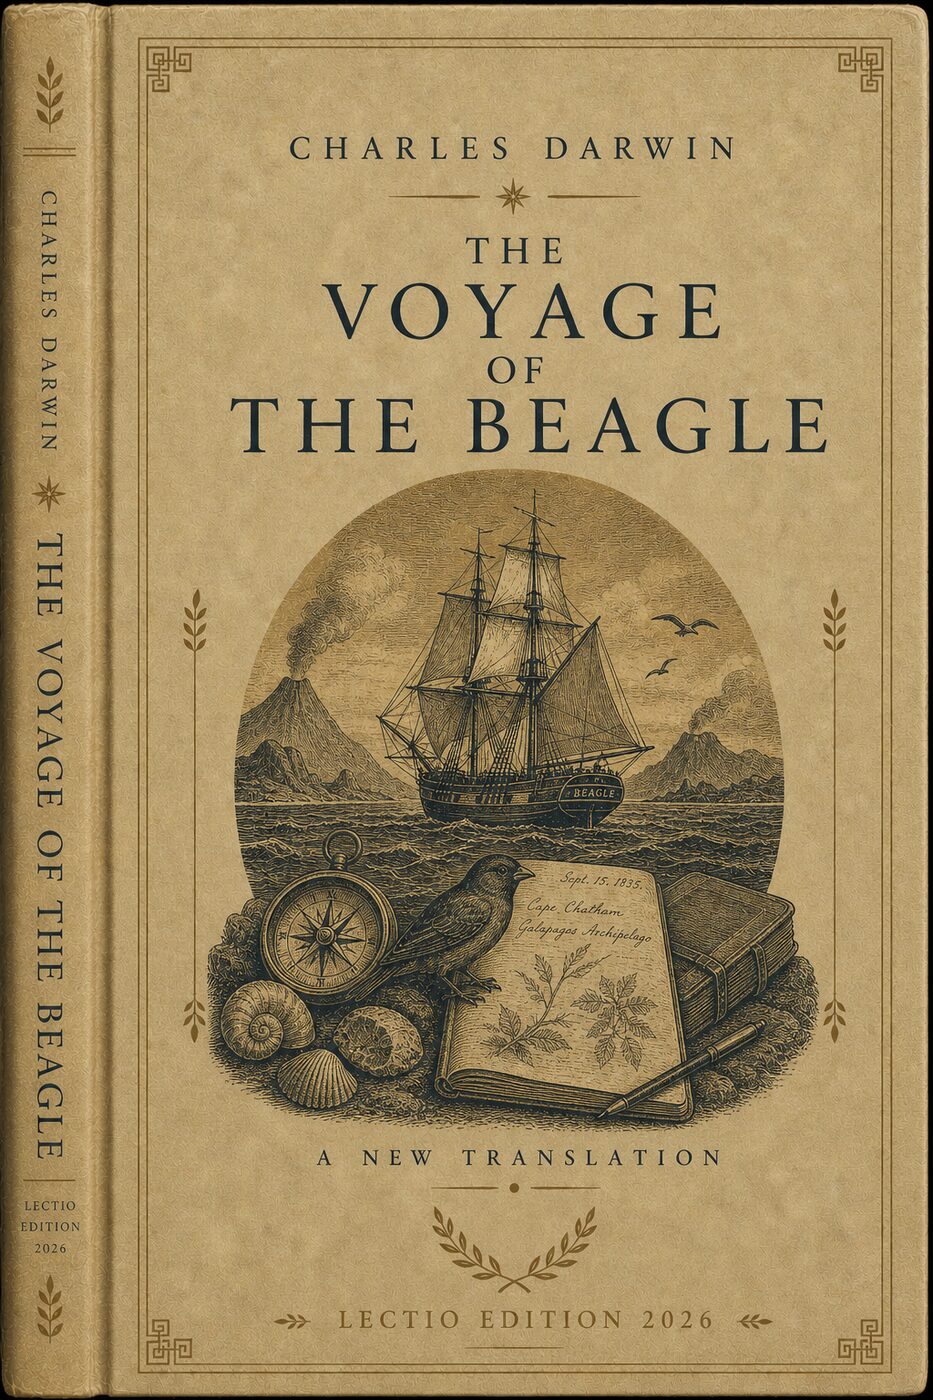 CHARLES DARWIN
THE
VOYAGE
OF
THE BEAGLE
BEAGLE
Sept. 15. 1835.
Cape Chatham
Galapagos Archipelago
A NEW TRANSLATION
LECTIO EDITION 2026
CHARLES DARWIN
THE VOYAGE OF THE BEAGLE
LECTIO
EDITION
2026